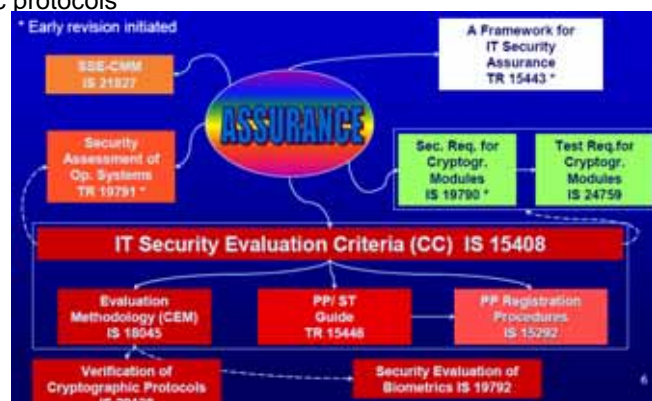 c protocols
* Early revision initiated
A Framework for
IT Security
Assurance
TR 15443 *
SSE-CMM
IS 21827
ASSURANCE
Security
Assessment of
Op. Systems
TR 19791 *
Sec. Req. for
Cryptogr.
Modules
IS 19790 *
Test Req.for
Cryptogr.
Modules
IS 24759
IT Security Evaluation Criteria (CC) IS 15408
Evaluation
Methodology (CEM)
IS 18045
PP/ ST
Guide
TR 15446
PP Registration
Procedures
IS 15292
Verification of
Cryptographic Protocols
Security Evaluation of
Biometrics IS 19792
6